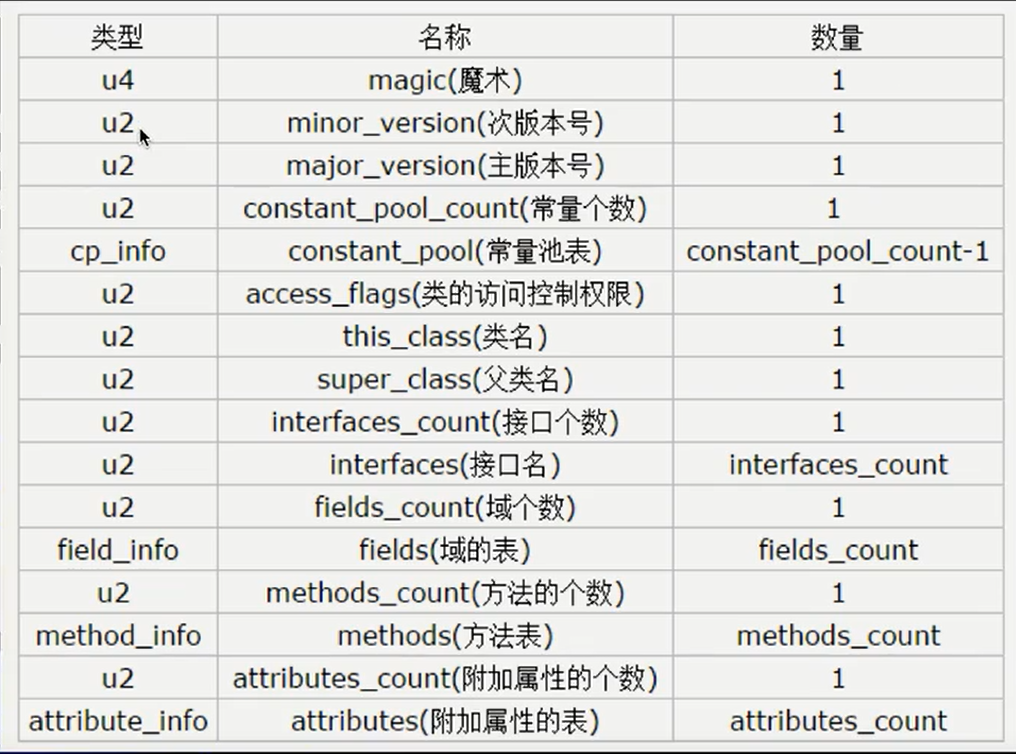 类型 名称 数量
u4 magic(魔术) 1
u2 minor_version(次版本号) 1
u2 major_version(主版本号) 1
u2 constant_pool_count(常量个数) 1
cp_info constant_pool(常量池表) constant_pool_count-1
u2 access_flags(类的访问控制权限) 1
u2 this_class(类名) 1
u2 super_class(父类名) 1
u2 interfaces_count(接口个数) 1
u2 interfaces(接口名) interfaces_count
u2 fields_count(域个数) 1
field_info fields(域的表) fields_count
u2 methods_count(方法的个数) 1
method_info methods(方法表) methods_count
u2 attributes_count(附加属性的个数) 1
attribute_info attributes(附加属性的表) attributes_count